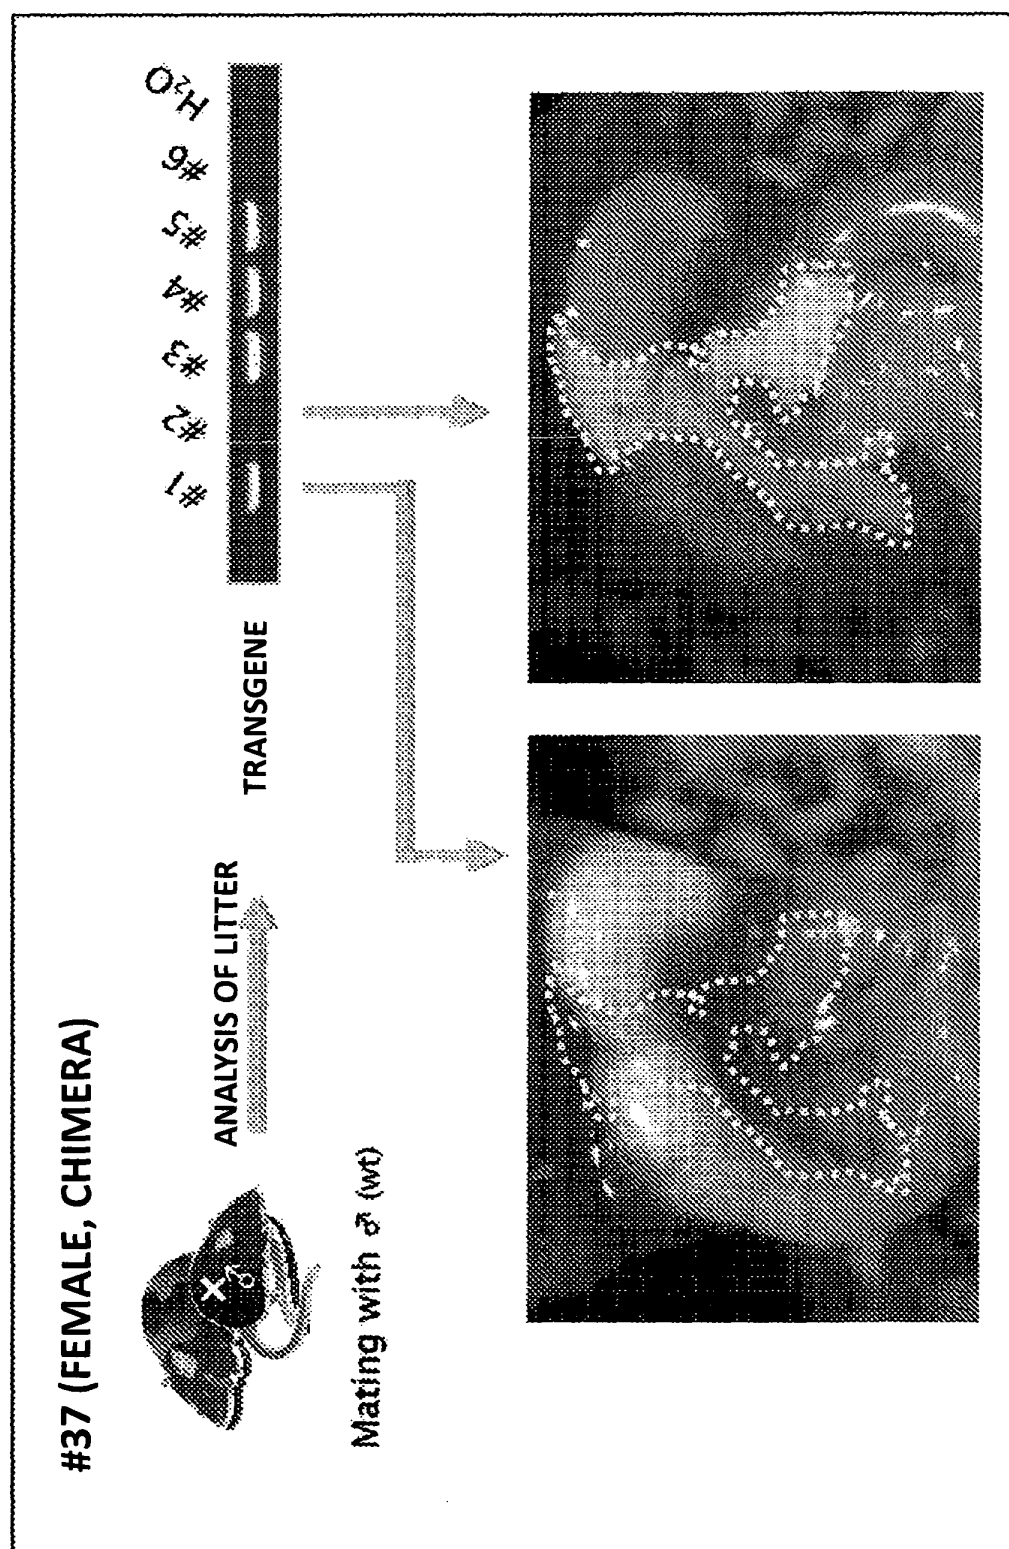 #37 (FEMALE, CHIMERA)
ANALYSIS OF LITTER
Mating with ♂ (wt)
TRANSGENE
#1 #2 #3 #4 #5 #6 H₂O